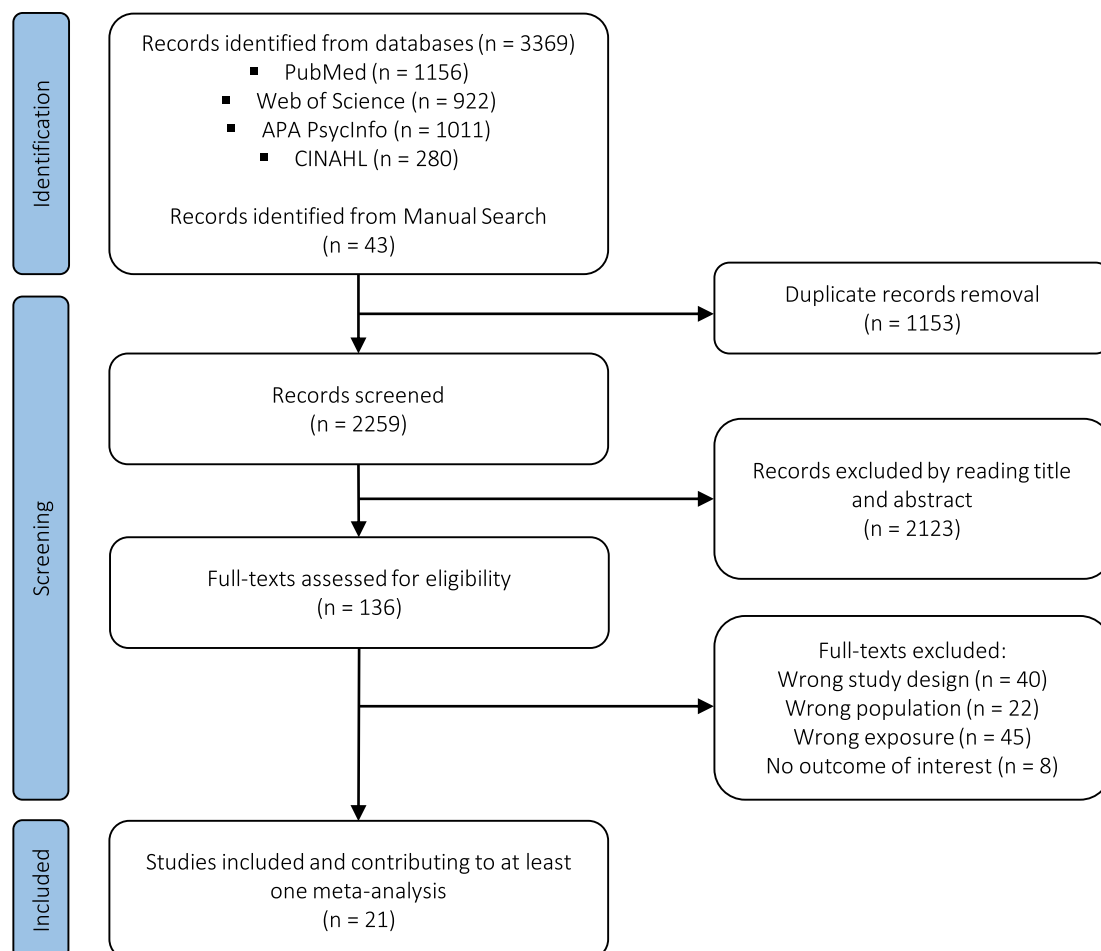 Identification
Records identified from databases (n = 3369)
▪ PubMed (n = 1156)
▪ Web of Science (n = 922)
▪ APA PsycInfo (n = 1011)
▪ CINAHL (n = 280)
Records identified from Manual Search
(n = 43)
Duplicate records removal
(n = 1153)
Screening
Records screened
(n = 2259)
Records excluded by reading title
and abstract
(n = 2123)
Full-texts assessed for eligibility
(n = 136)
Full-texts excluded:
Wrong study design (n = 40)
Wrong population (n = 22)
Wrong exposure (n = 45)
No outcome of interest (n = 8)
Included
Studies included and contributing to at least
one meta-analysis
(n = 21)